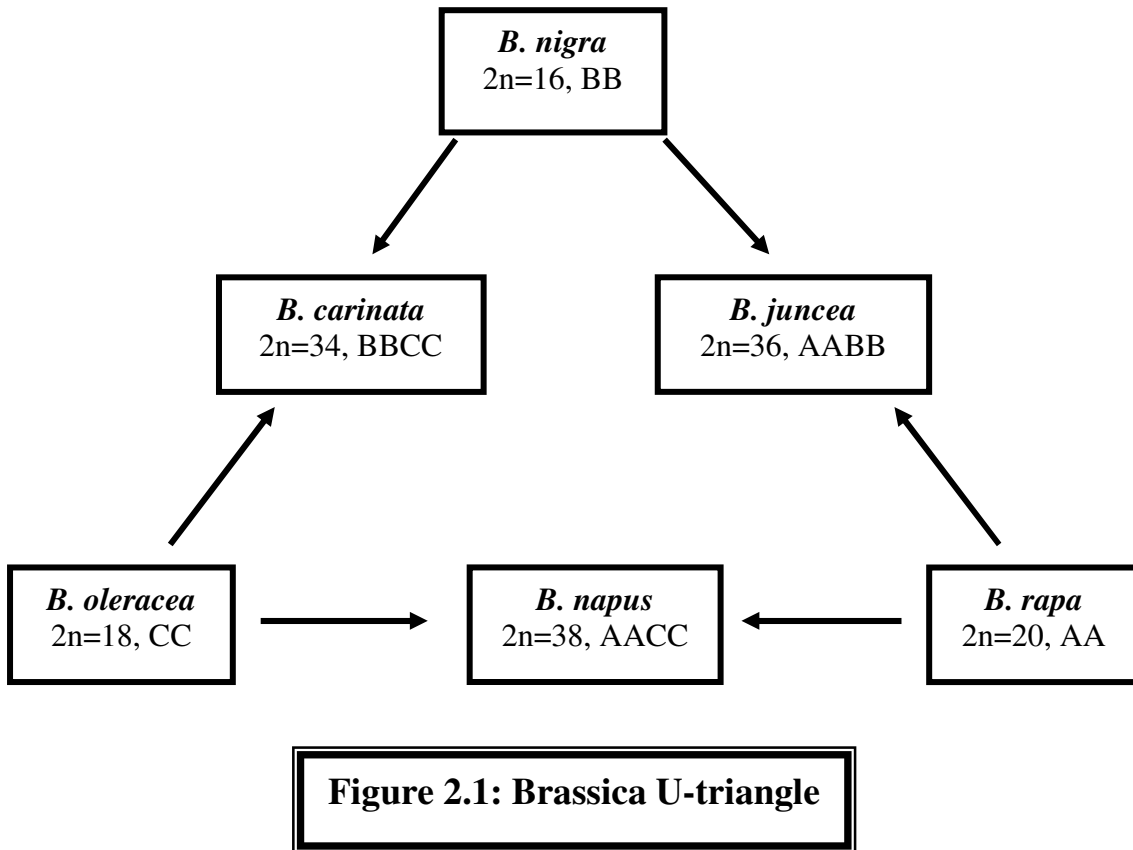 B. nigra
2n=16, BB
B. carinata
2n=34, BBCC
B. juncea
2n=36, AABB
B. oleracea
2n=18, CC
B. napus
2n=38, AACC
B. rapa
2n=20, AA
Figure 2.1: Brassica U-triangle